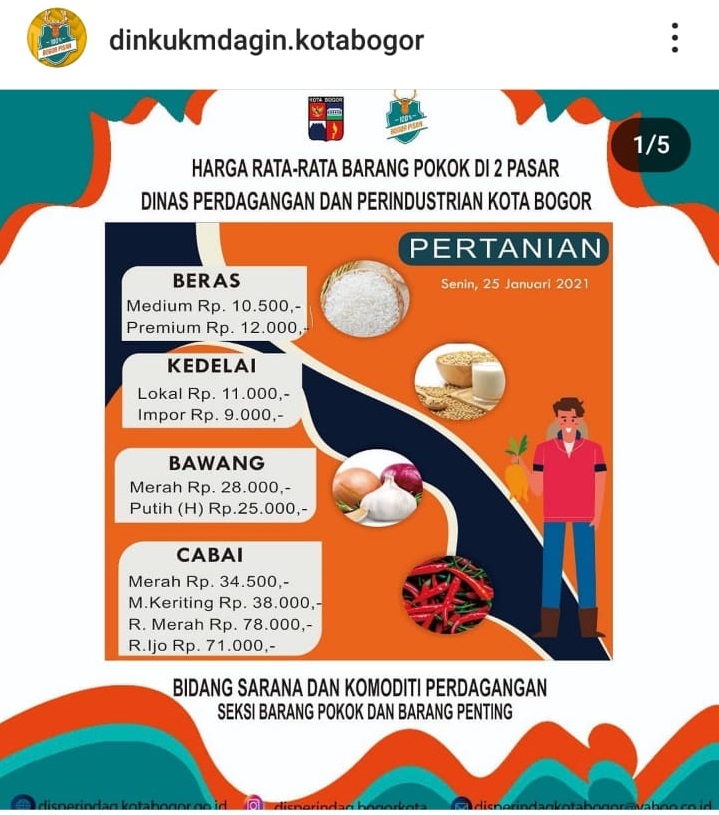 dinkukmdagin.kotabogor
KOTA BOGOR
100%
BOGOR PISAN
1/5
HARGA RATA-RATA BARANG POKOK DI 2 PASAR
DINAS PERDAGANGAN DAN PERINDUSTRIAN KOTA BOGOR
PERTANIAN
Senin, 25 Januari 2021
BERAS
Medium Rp. 10.500,-
Premium Rp. 12.000,-
KEDELAI
Lokal Rp. 11.000,-
Impor Rp. 9.000,-
BAWANG
Merah Rp. 28.000,-
Putih (H) Rp.25.000,-
CABAI
Merah Rp. 34.500,-
M.Keriting Rp. 38.000,-
R. Merah Rp. 78.000,-
R.Ijo Rp. 71.000,-
BIDANG SARANA DAN KOMODITI PERDAGANGAN
SEKSI BARANG POKOK DAN BARANG PENTING
disperindag.kotabogor.go.id disperindag.bogorkota disperindagkotabogor@yahoo.co.id